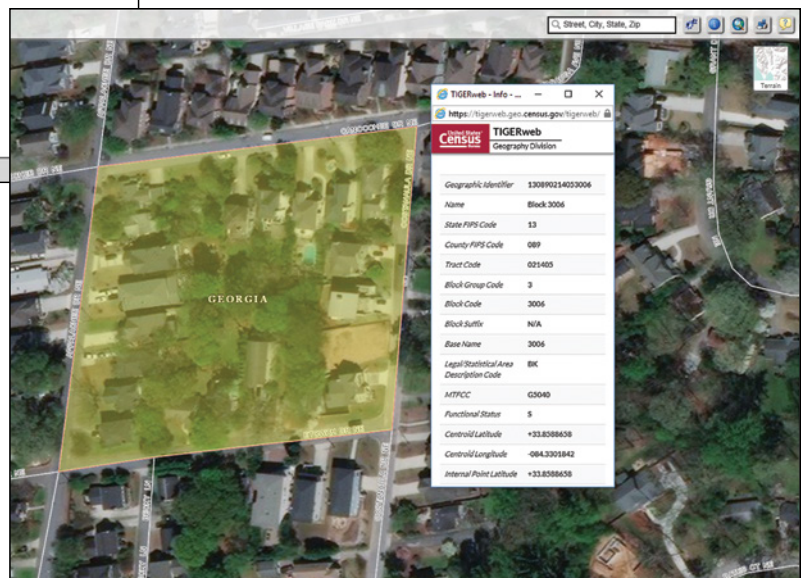 Street, City, State, Zip
Terrain
TIGERweb - Info - ...
https://tigerweb.geo.census.gov/tigerweb/
United States®
Census
Bureau
TIGERweb
Geography Division
Geographic Identifier 130890214053006
Name Block 3006
State FIPS Code 13
County FIPS Code 089
Tract Code 021405
Block Group Code 3
Block Code 3006
Block Suffix N/A
Base Name 3006
Legal/Statistical Area BK
Description Code
MTFCC G5040
Functional Status S
Centroid Latitude +33.8588658
Centroid Longitude -084.3301842
Internal Point Latitude +33.8588658
GEORGIA